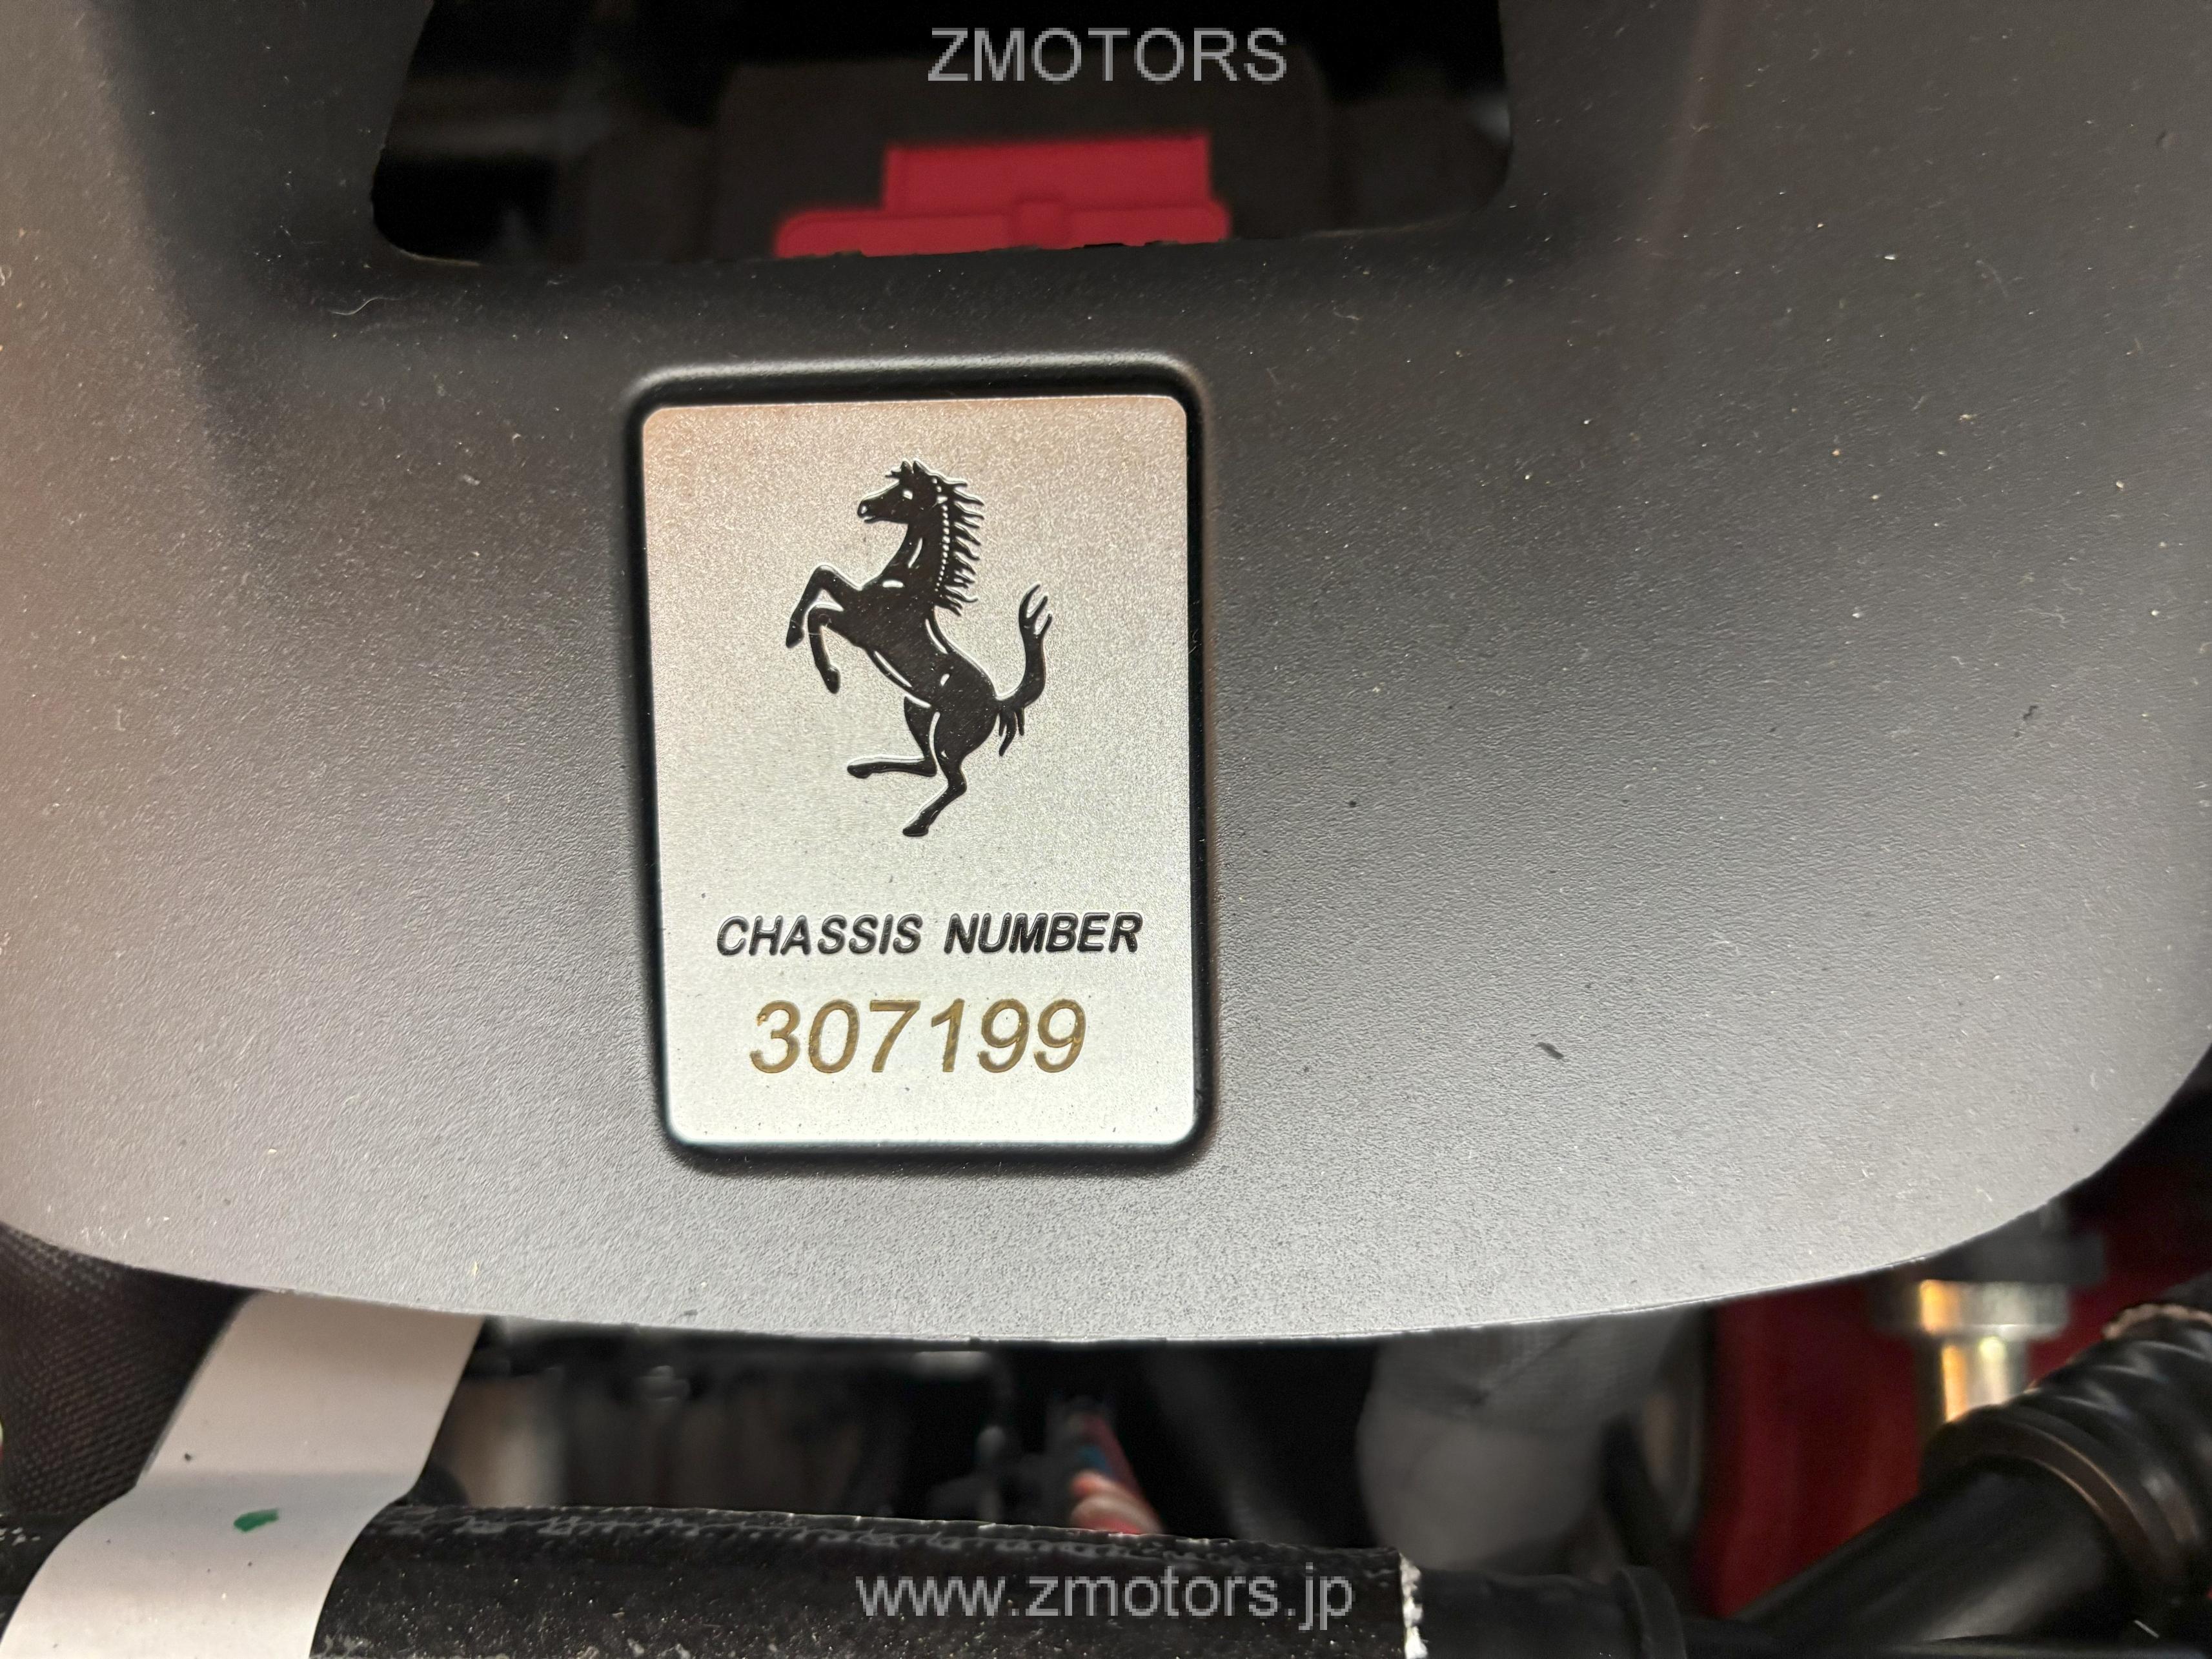 ZMOTORS
CHASSIS NUMBER
307199
www.zmotors.jp